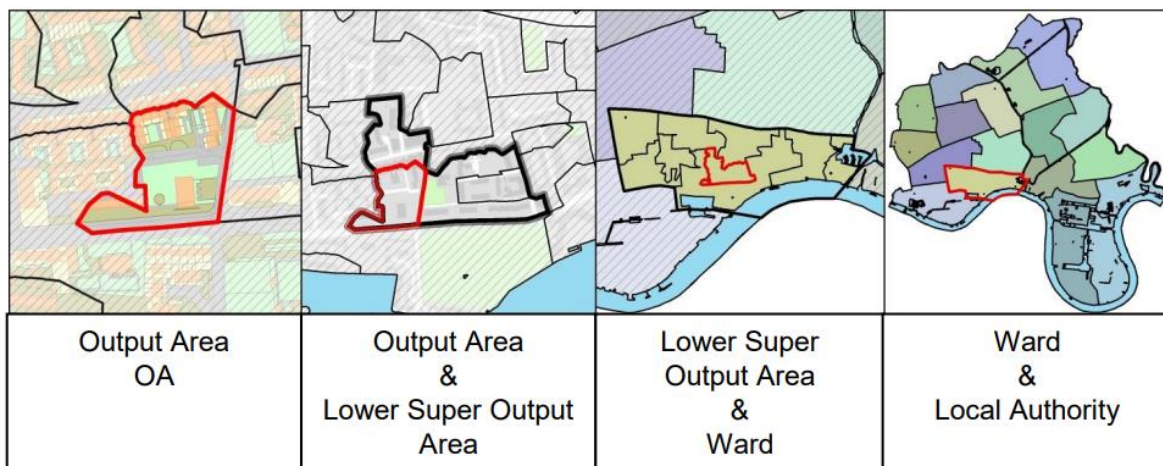 Output Area
OA
Output Area
&
Lower Super Output
Area
Lower Super
Output Area
&
Ward
Ward
&
Local Authority